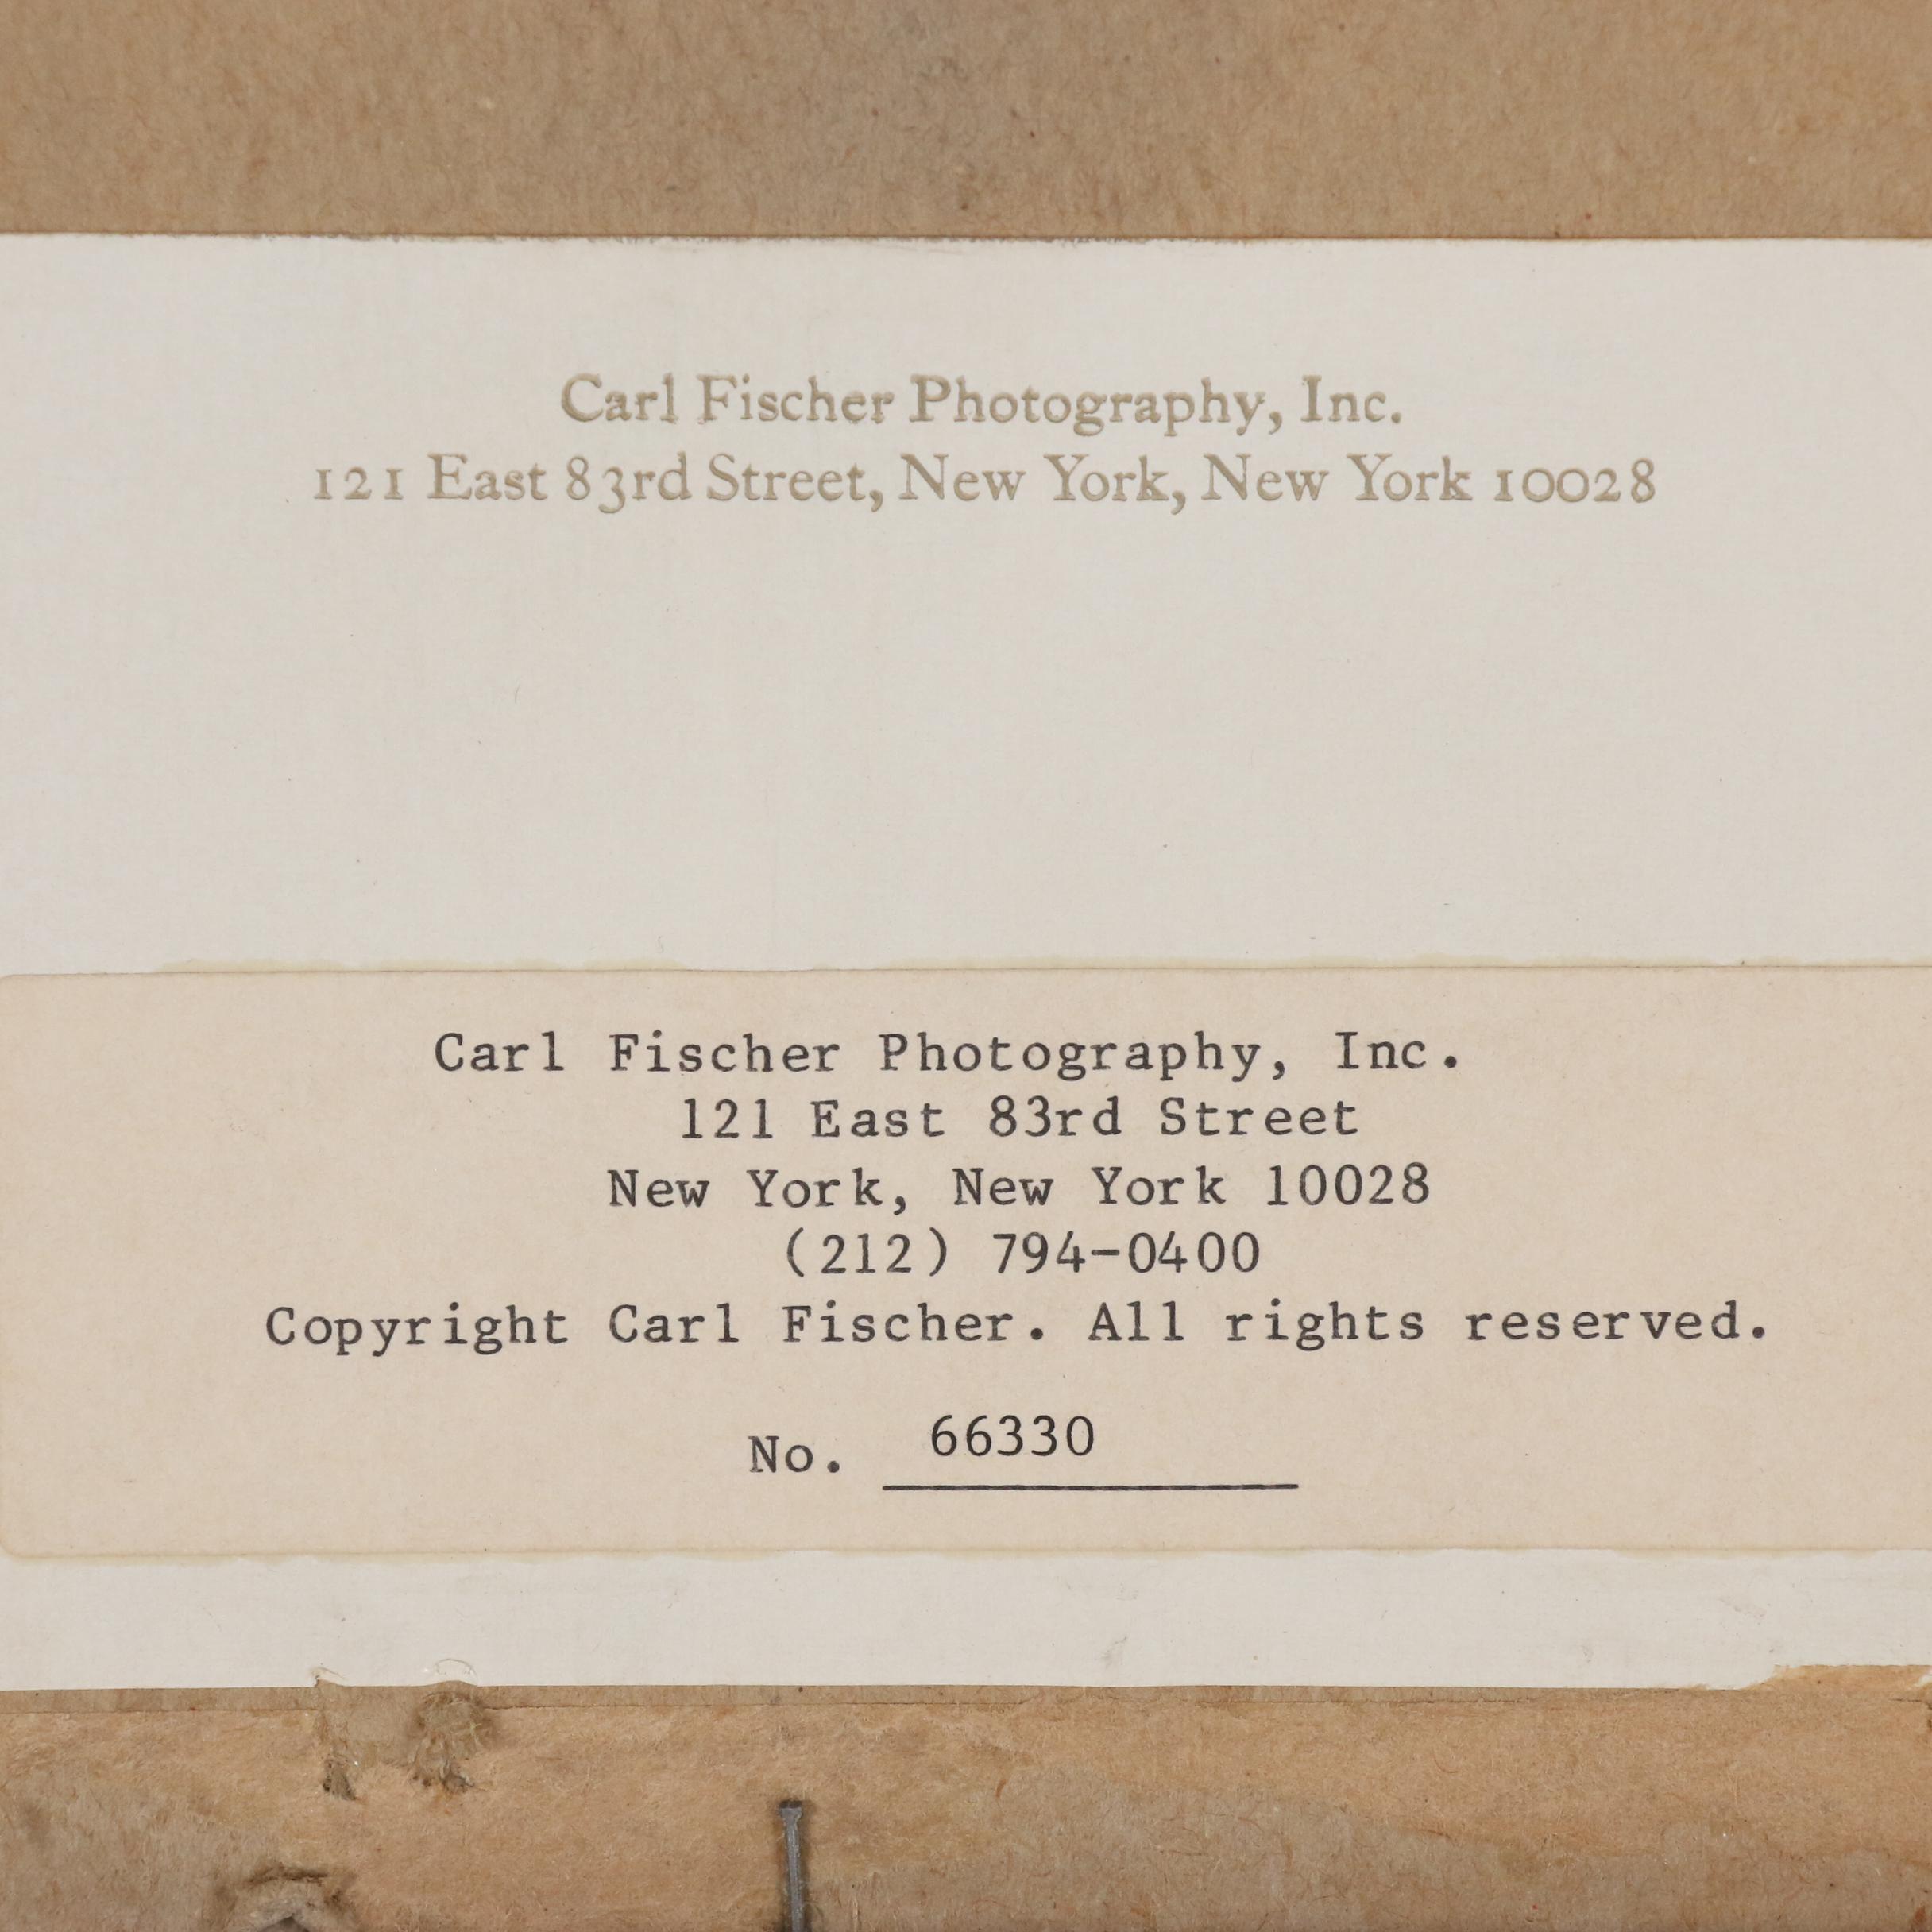 Carl Fischer Photography, Inc.
121 East 83rd Street, New York, New York 10028
Carl Fischer Photography, Inc.
121 East 83rd Street
New York, New York 10028
(212) 794-0400
Copyright Carl Fischer. All rights reserved.
No. 66330